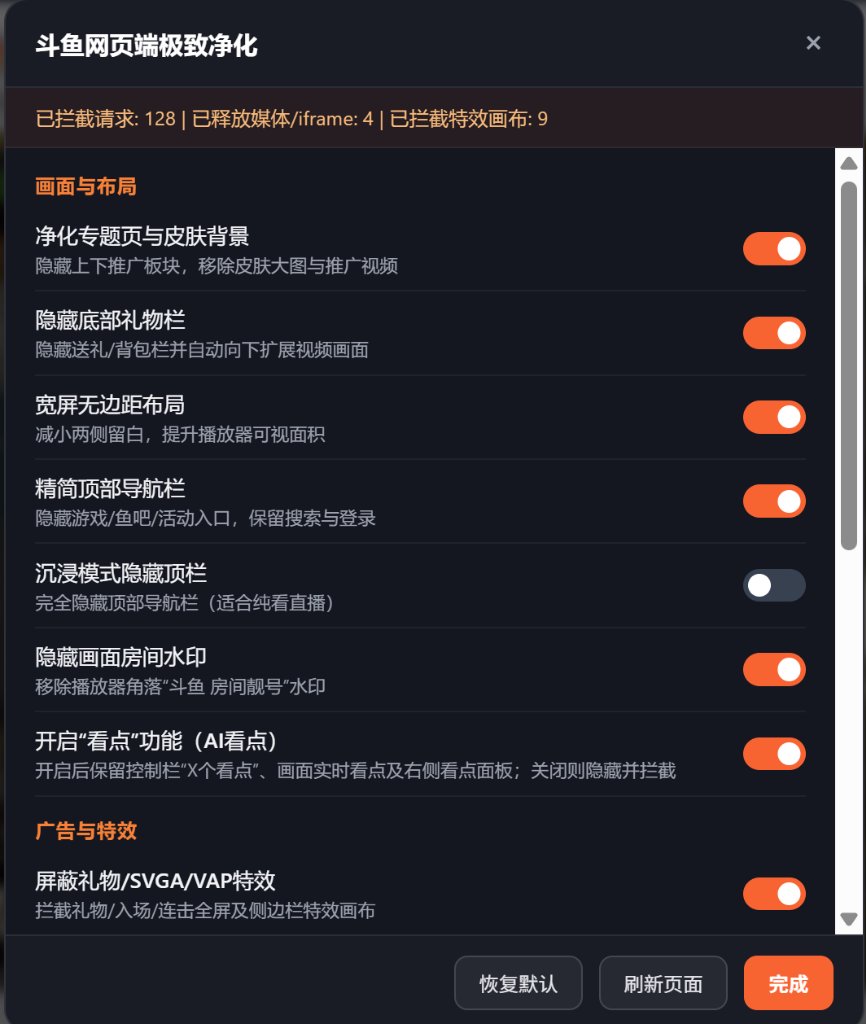 斗鱼网页端极致净化
×
已拦截请求: 128 | 已释放媒体/iframe: 4 | 已拦截特效画布: 9
画面与布局
净化专题页与皮肤背景
隐藏上下推广板块，移除皮肤大图与推广视频
隐藏底部礼物栏
隐藏送礼/背包栏并自动向下扩展视频画面
宽屏无边距布局
减小两侧留白，提升播放器可视面积
精简顶部导航栏
隐藏游戏/鱼吧/活动入口，保留搜索与登录
沉浸模式隐藏顶栏
完全隐藏顶部导航栏（适合纯看直播）
隐藏画面房间水印
移除播放器角落“斗鱼 房间靓号”水印
开启“看点”功能（AI看点）
开启后保留控制栏“X个看点”、画面实时看点及右侧看点面板；关闭则隐藏并拦截
广告与特效
屏蔽礼物/SVGA/VAP特效
拦截礼物/入场/连击全屏及侧边栏特效画布
恢复默认 刷新页面 完成